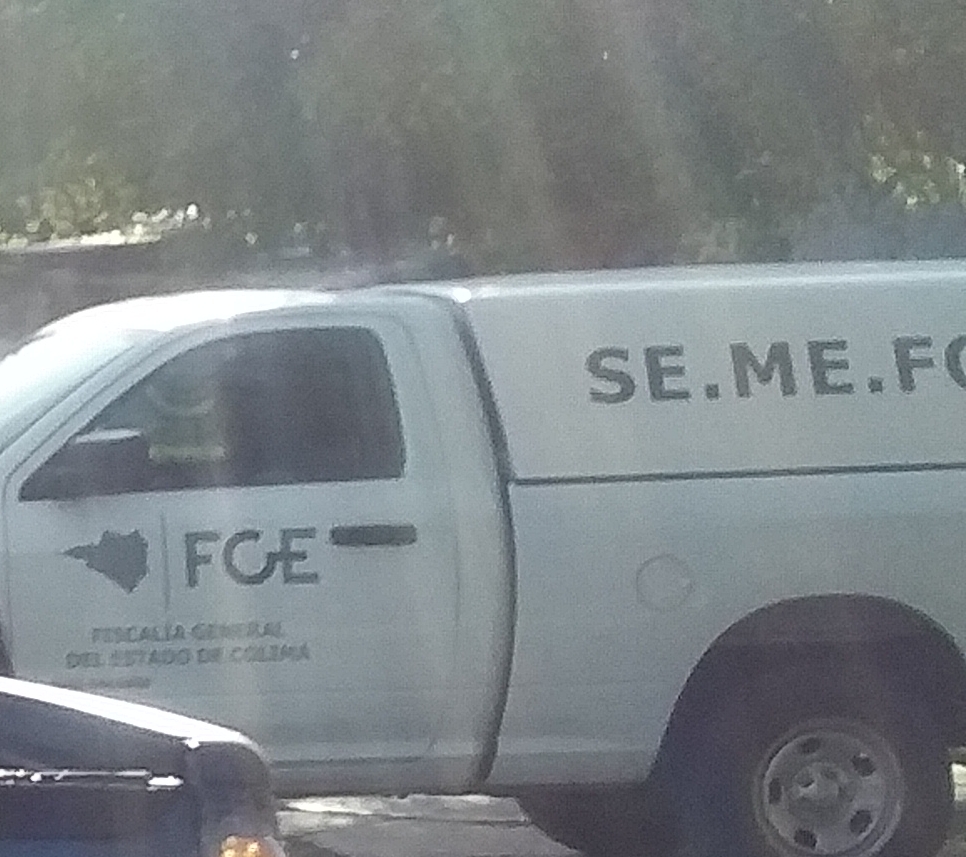 SE.ME.FO
FGE
FISCALÍA GENERAL
DEL ESTADO DE COLIMA